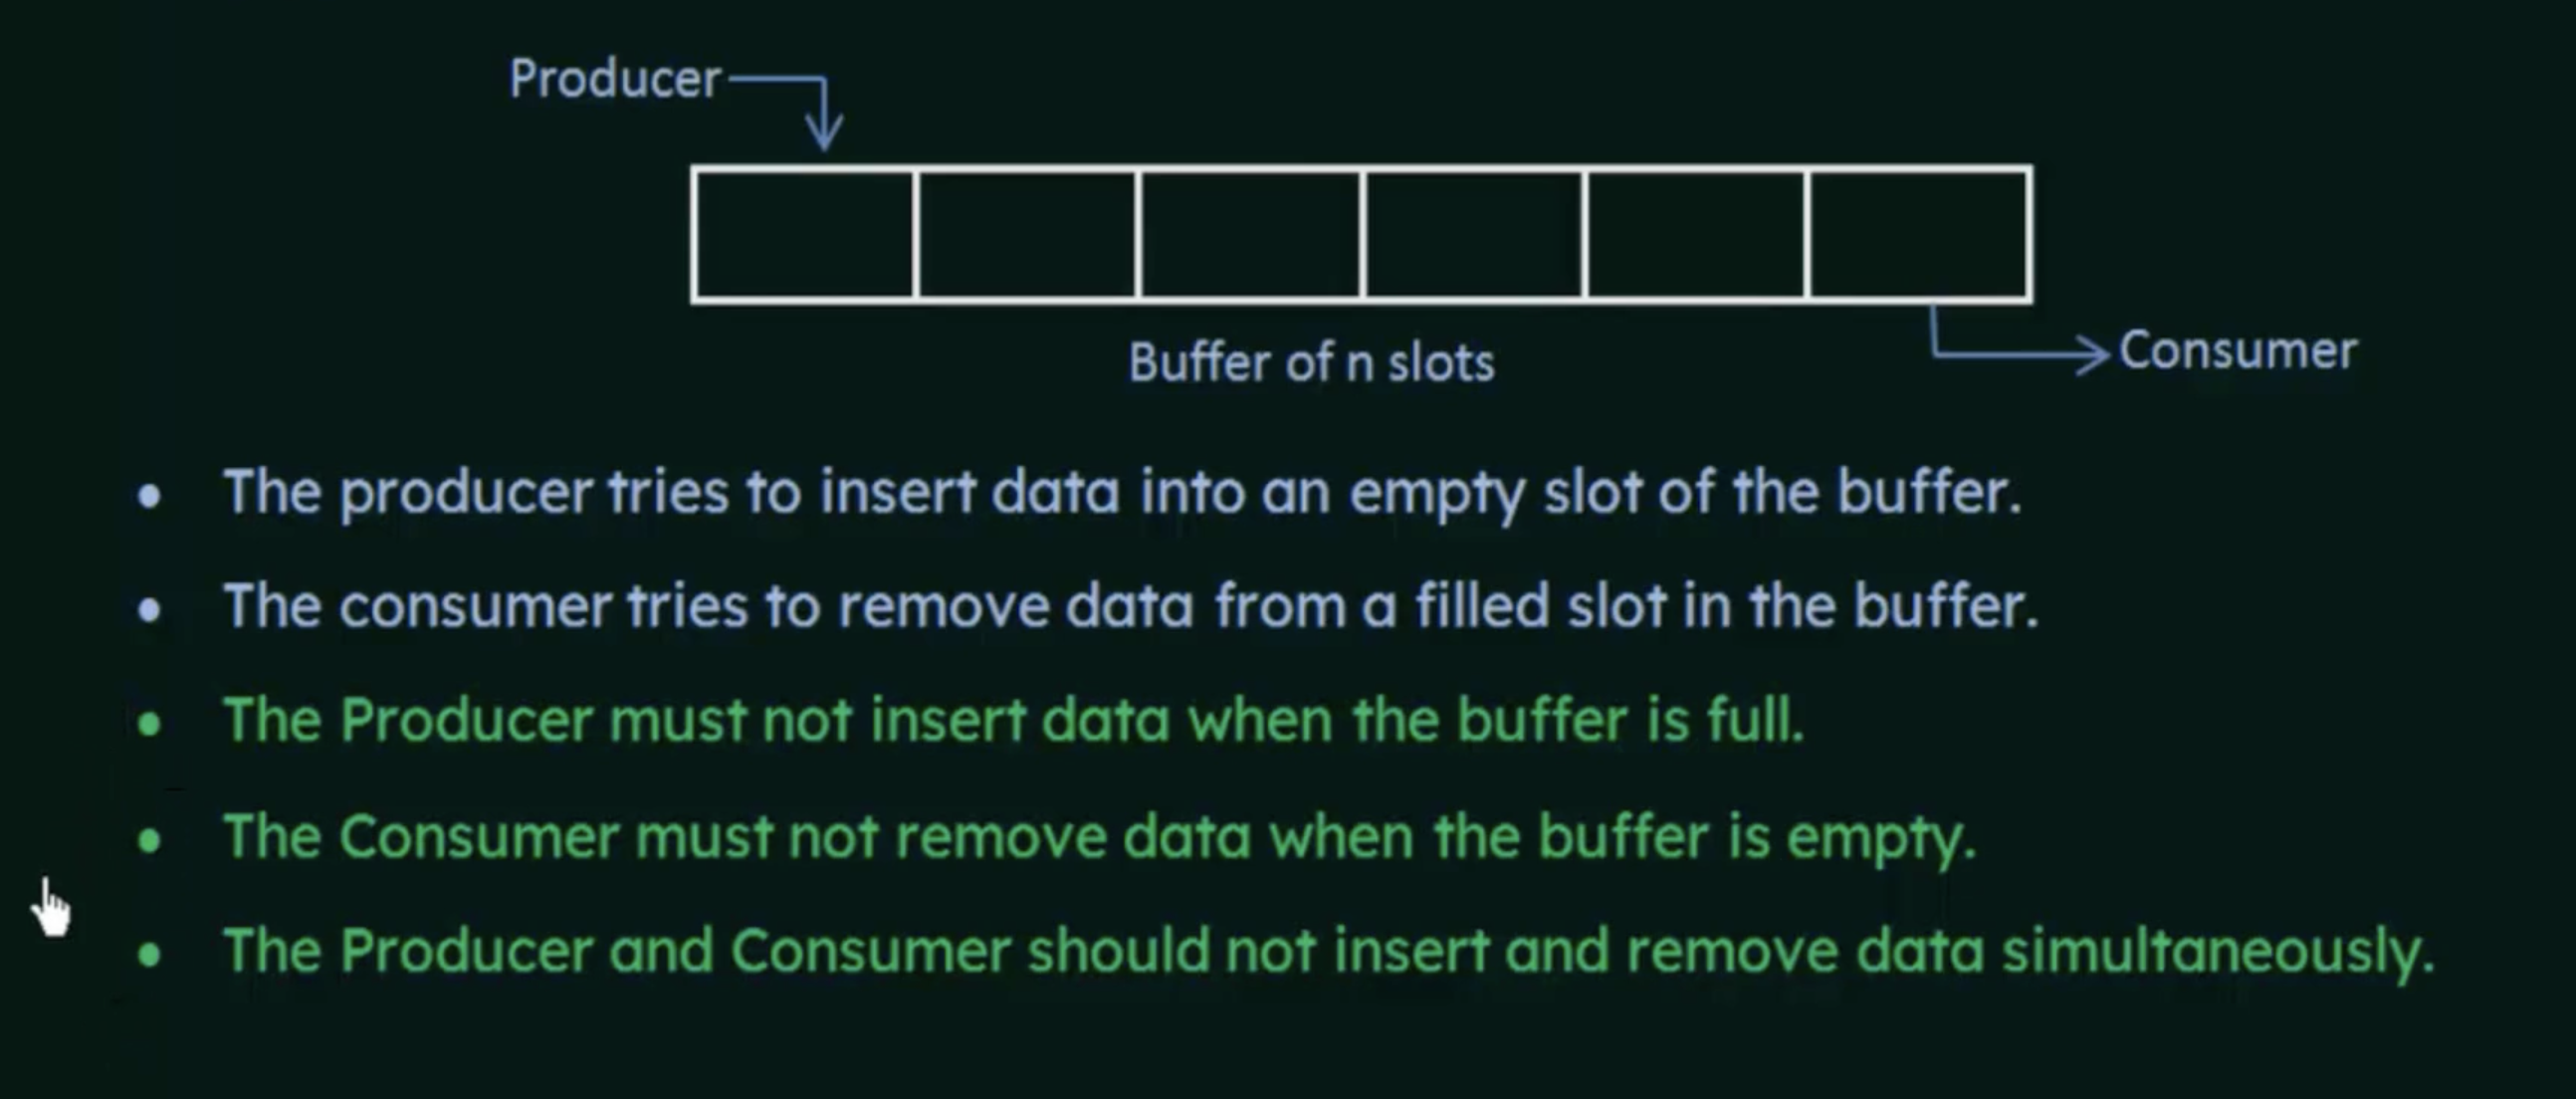 Producer
Consumer
Buffer of n slots
• The producer tries to insert data into an empty slot of the buffer.
• The consumer tries to remove data from a filled slot in the buffer.
• The Producer must not insert data when the buffer is full.
• The Consumer must not remove data when the buffer is empty.
• The Producer and Consumer should not insert and remove data simultaneously.